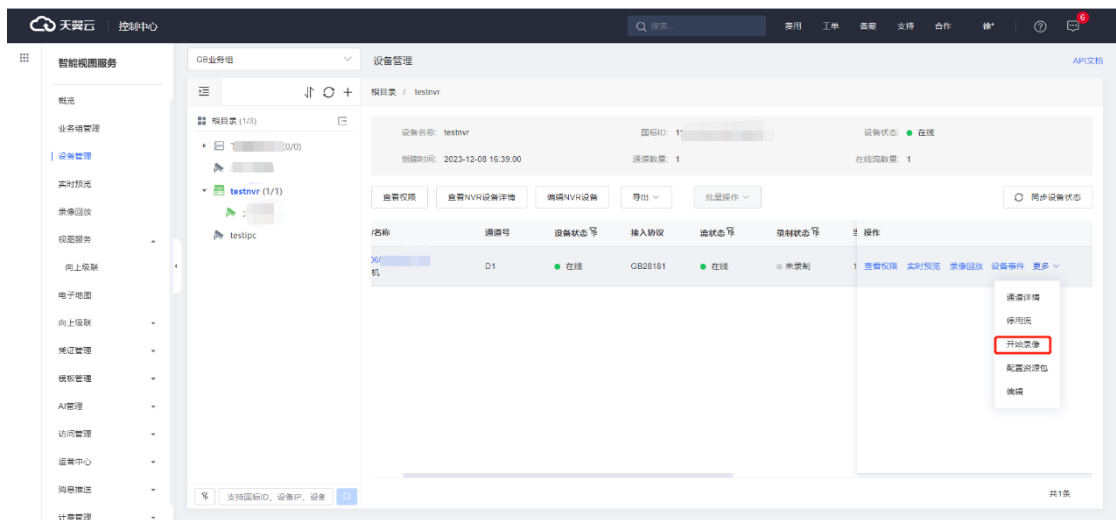 天翼云 控制中心 搜索... 费用 工单 备案 支持 合作 徐* 6
智能视图服务
概览
业务组管理
设备管理
实时预览
录像回放
视图服务
向上级联
电子地图
向上级联
凭证管理
模板管理
AI管理
访问管理
运营中心
消息推送
计费管理
GB业务组
根目录 (1/3)
0/0)
testnvr (1/1)
testipc
支持国标ID、设备IP、设备
设备管理 API文档
根目录 / testnvr
设备名称: testnvr 国标ID: 1 设备状态: 在线
创建时间: 2023-12-08 16:39:00 通道数量: 1 在线流数量: 1
查看权限 查看NVR设备详情 编辑NVR设备 导出 批量操作 同步设备状态
/名称 通道号 设备状态 接入协议 流状态 录制状态 操作
机 D1 在线 GB28181 在线 未录制 1 查看权限 实时预览 录像回放 设备事件 更多
通道详情
停用流
开始录像
配置资源包
编辑
共1条